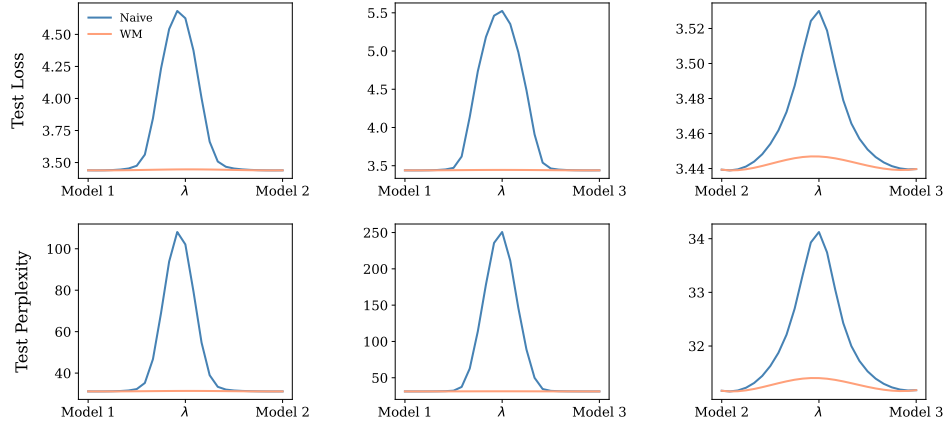 Test Loss
4.50
4.25
4.00
3.75
3.50
Naive
WM
Model 1 λ Model 2
5.5
5.0
4.5
4.0
3.5
Model 1 λ Model 3
3.52
3.50
3.48
3.46
3.44
Model 2 λ Model 3
Test Perplexity
100
80
60
40
Model 1 λ Model 2
250
200
150
100
50
Model 1 λ Model 3
34
33
32
Model 2 λ Model 3